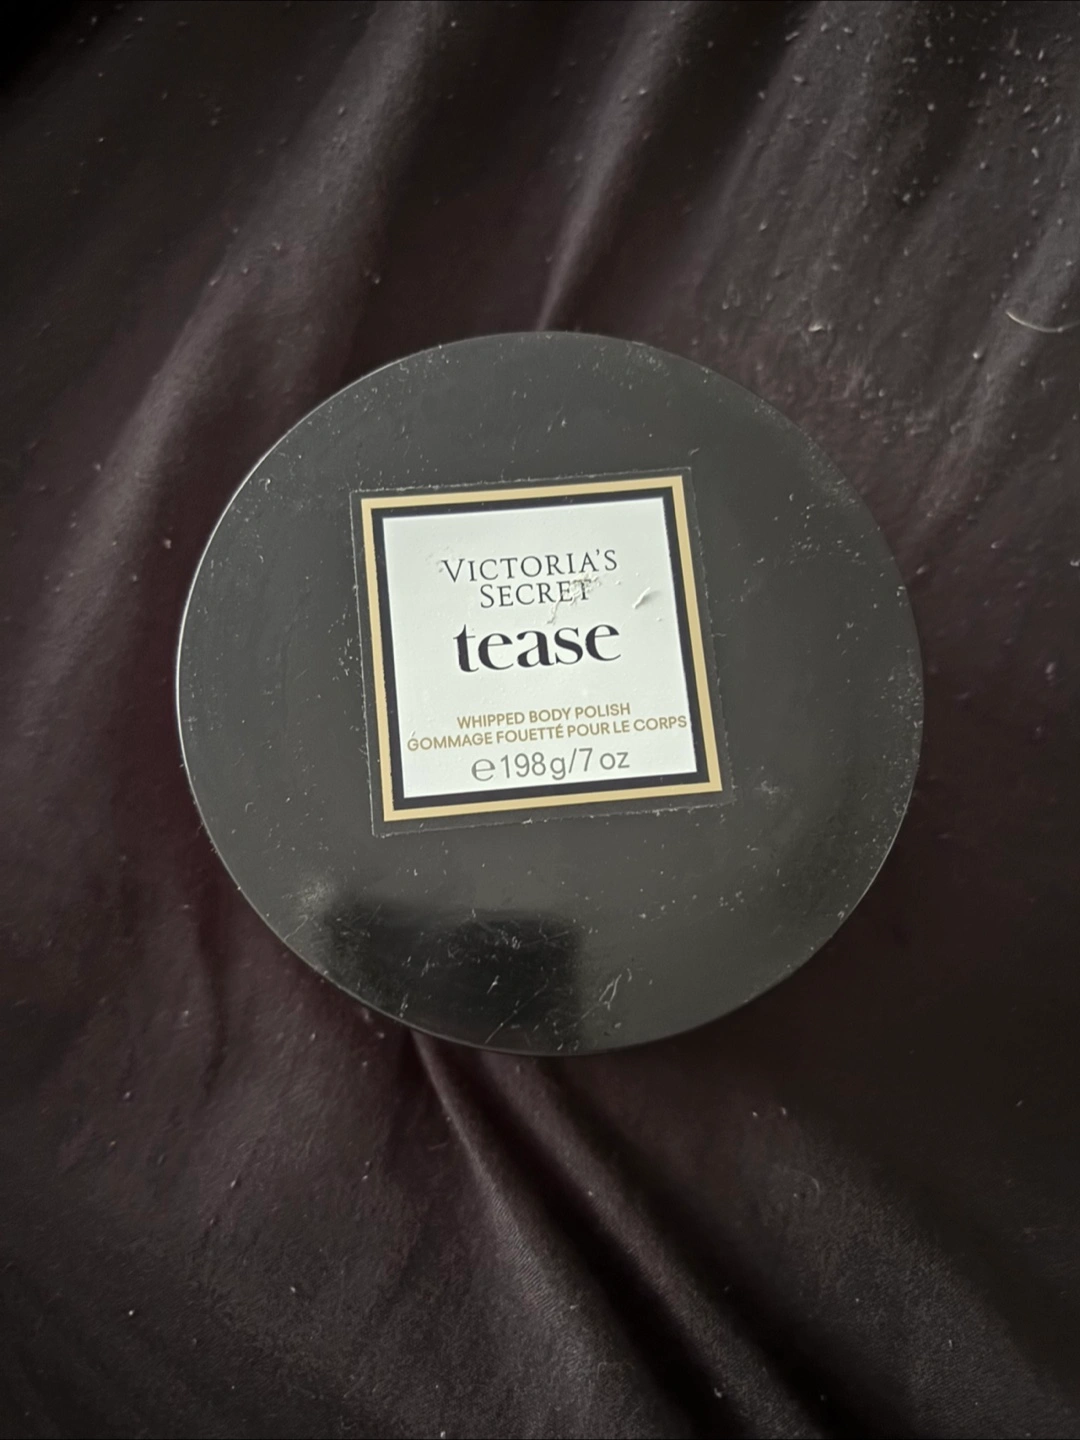 VICTORIA'S
SECRET
tease
WHIPPED BODY POLISH
GOMMAGE FOUETTÉ POUR LE CORPS
℮198g/7 oz